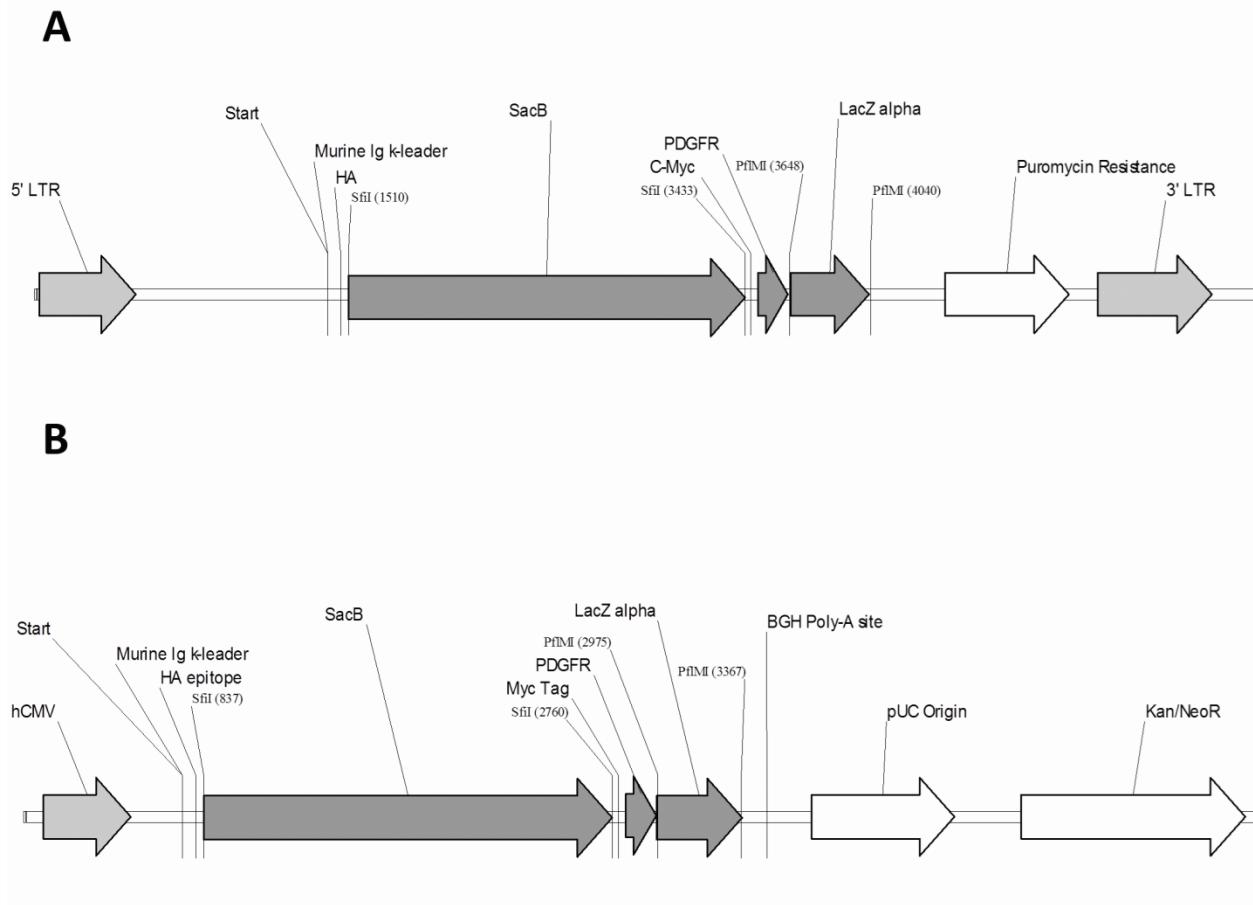 A
Start
SacB
LacZ alpha
PDGFR
PflMI (3648)
Murine Ig k-leader
C-Myc
Puromycin Resistance
HA
5' LTR
SfiI (1510)
SfiI (3433)
PflMI (4040)
3' LTR
B
SacB
LacZ alpha
BGH Poly-A site
Start
PflMI (2975)
Murine Ig k-leader
PDGFR
PflMI (3367)
HA epitope
Myc Tag
SfiI (837)
hCMV
SfiI (2760)
pUC Origin
Kan/NeoR